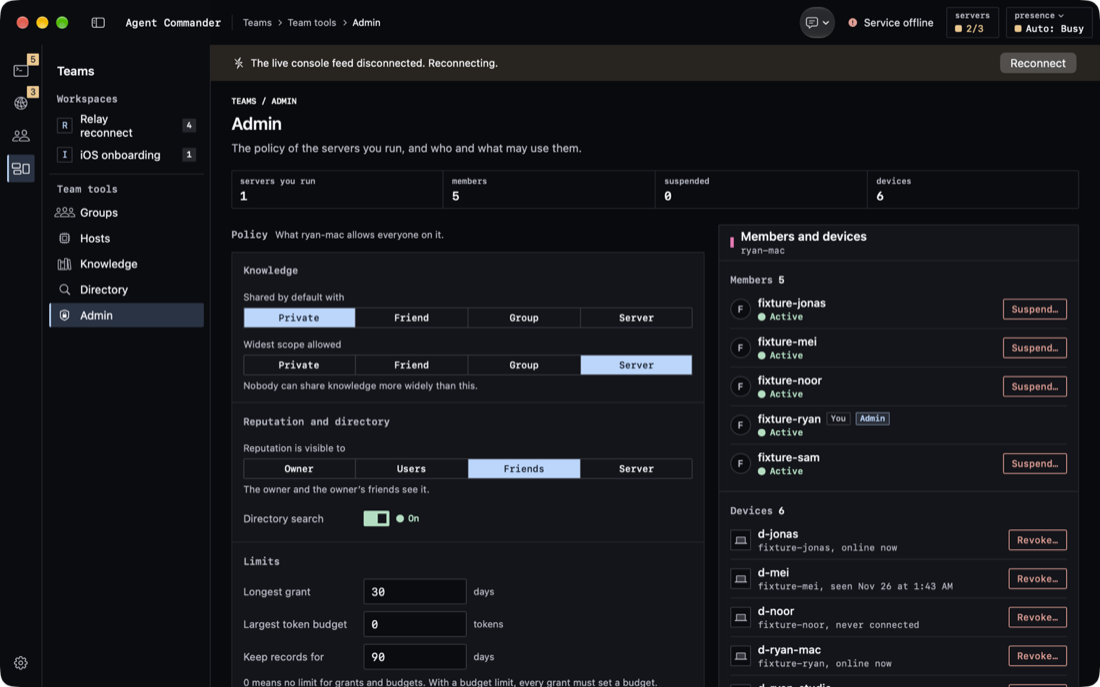 Agent Commander
Teams > Team tools > Admin
Service offline
servers
2/3
presence
Auto: Busy
5
3
Teams
Workspaces
R
Relay
reconnect
4
I
iOS onboarding
1
Team tools
Groups
Hosts
Knowledge
Directory
Admin
The live console feed disconnected. Reconnecting.
Reconnect
TEAMS / ADMIN
Admin
The policy of the servers you run, and who and what may use them.
servers you run
1
members
5
suspended
0
devices
6
Policy What ryan-mac allows everyone on it.
Knowledge
Shared by default with
Private Friend Group Server
Widest scope allowed
Private Friend Group Server
Nobody can share knowledge more widely than this.
Reputation and directory
Reputation is visible to
Owner Users Friends Server
The owner and the owner's friends see it.
Directory search On
Limits
Longest grant 30 days
Largest token budget 0 tokens
Keep records for 90 days
0 means no limit for grants and budgets. With a budget limit, every grant must set a budget.
Members and devices
ryan-mac
Members 5
F
fixture-jonas
Active
Suspend…
F
fixture-mei
Active
Suspend…
F
fixture-noor
Active
Suspend…
F
fixture-ryan You Admin
Active
F
fixture-sam
Active
Suspend…
Devices 6
d-jonas
fixture-jonas, online now
Revoke…
d-mei
fixture-mei, seen Nov 26 at 1:43 AM
Revoke…
d-noor
fixture-noor, never connected
Revoke…
d-ryan-mac
fixture-ryan, online now
Revoke…